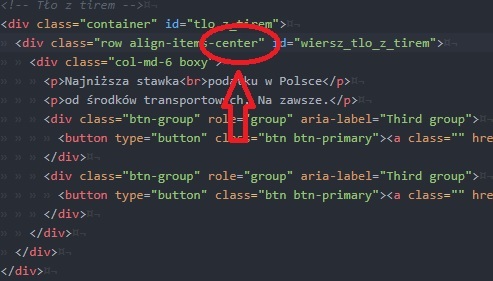 <!-- Tło z tirem -->
<div class="container" id="tlo_z_tirem">
<div class="row align-items-center" id="wiersz_tlo_z_tirem">
<div class="col-md-6 boxy">
<p>Najniższa stawka<br>podatku w Polsce</p>
<p>od środków transportowych. Na zawsze.</p>
<div class="btn-group" role="group" aria-label="Third group">
<button type="button" class="btn btn-primary"><a class="" hre
</div>
<div class="btn-group" role="group" aria-label="Third group">
<button type="button" class="btn btn-primary"><a class="" hre
</div>
</div>
</div>
</div>